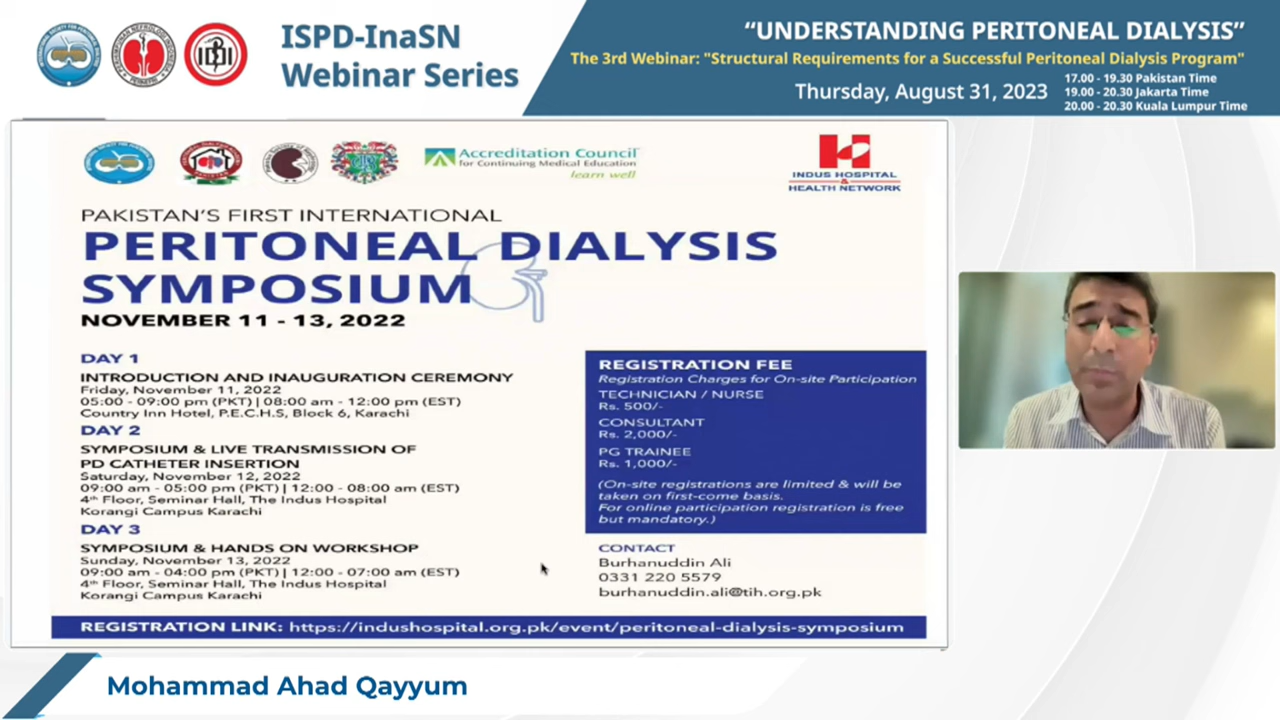 ISPD-InaSN
Webinar Series
“UNDERSTANDING PERITONEAL DIALYSIS”
The 3rd Webinar: "Structural Requirements for a Successful Peritoneal Dialysis Program"
Thursday, August 31, 2023
17.00 - 19.30 Pakistan Time
19.00 - 20.30 Jakarta Time
20.00 - 20.30 Kuala Lumpur Time
Accreditation Council
for Continuing Medical Education
learn well
INDUS HOSPITAL
&
HEALTH NETWORK
PAKISTAN'S FIRST INTERNATIONAL
PERITONEAL DIALYSIS
SYMPOSIUM
NOVEMBER 11 - 13, 2022
DAY 1
INTRODUCTION AND INAUGURATION CEREMONY
Friday, November 11, 2022
05:00 - 09:00 pm (PKT) | 08:00 am - 12:00 pm (EST)
Country Inn Hotel, P.E.C.H.S, Block 6, Karachi
DAY 2
SYMPOSIUM & LIVE TRANSMISSION OF
PD CATHETER INSERTION
Saturday, November 12, 2022
09:00 am - 05:00 pm (PKT) | 12:00 - 08:00 am (EST)
4th Floor, Seminar Hall, The Indus Hospital
Korangi Campus Karachi
DAY 3
SYMPOSIUM & HANDS ON WORKSHOP
Sunday, November 13, 2022
09:00 am - 04:00 pm (PKT) | 12:00 - 07:00 am (EST)
4th Floor, Seminar Hall, The Indus Hospital
Korangi Campus Karachi
REGISTRATION FEE
Registration Charges for On-site Participation
TECHNICIAN / NURSE
Rs. 500/-
CONSULTANT
Rs. 2,000/-
PG TRAINEE
Rs. 1,000/-
(On-site registrations are limited & will be
taken on first-come basis.
For online participation registration is free
but mandatory.)
CONTACT
Burhanuddin Ali
0331 220 5579
burhanuddin.ali@tih.org.pk
REGISTRATION LINK: https://indushospital.org.pk/event/peritoneal-dialysis-symposium
Mohammad Ahad Qayyum